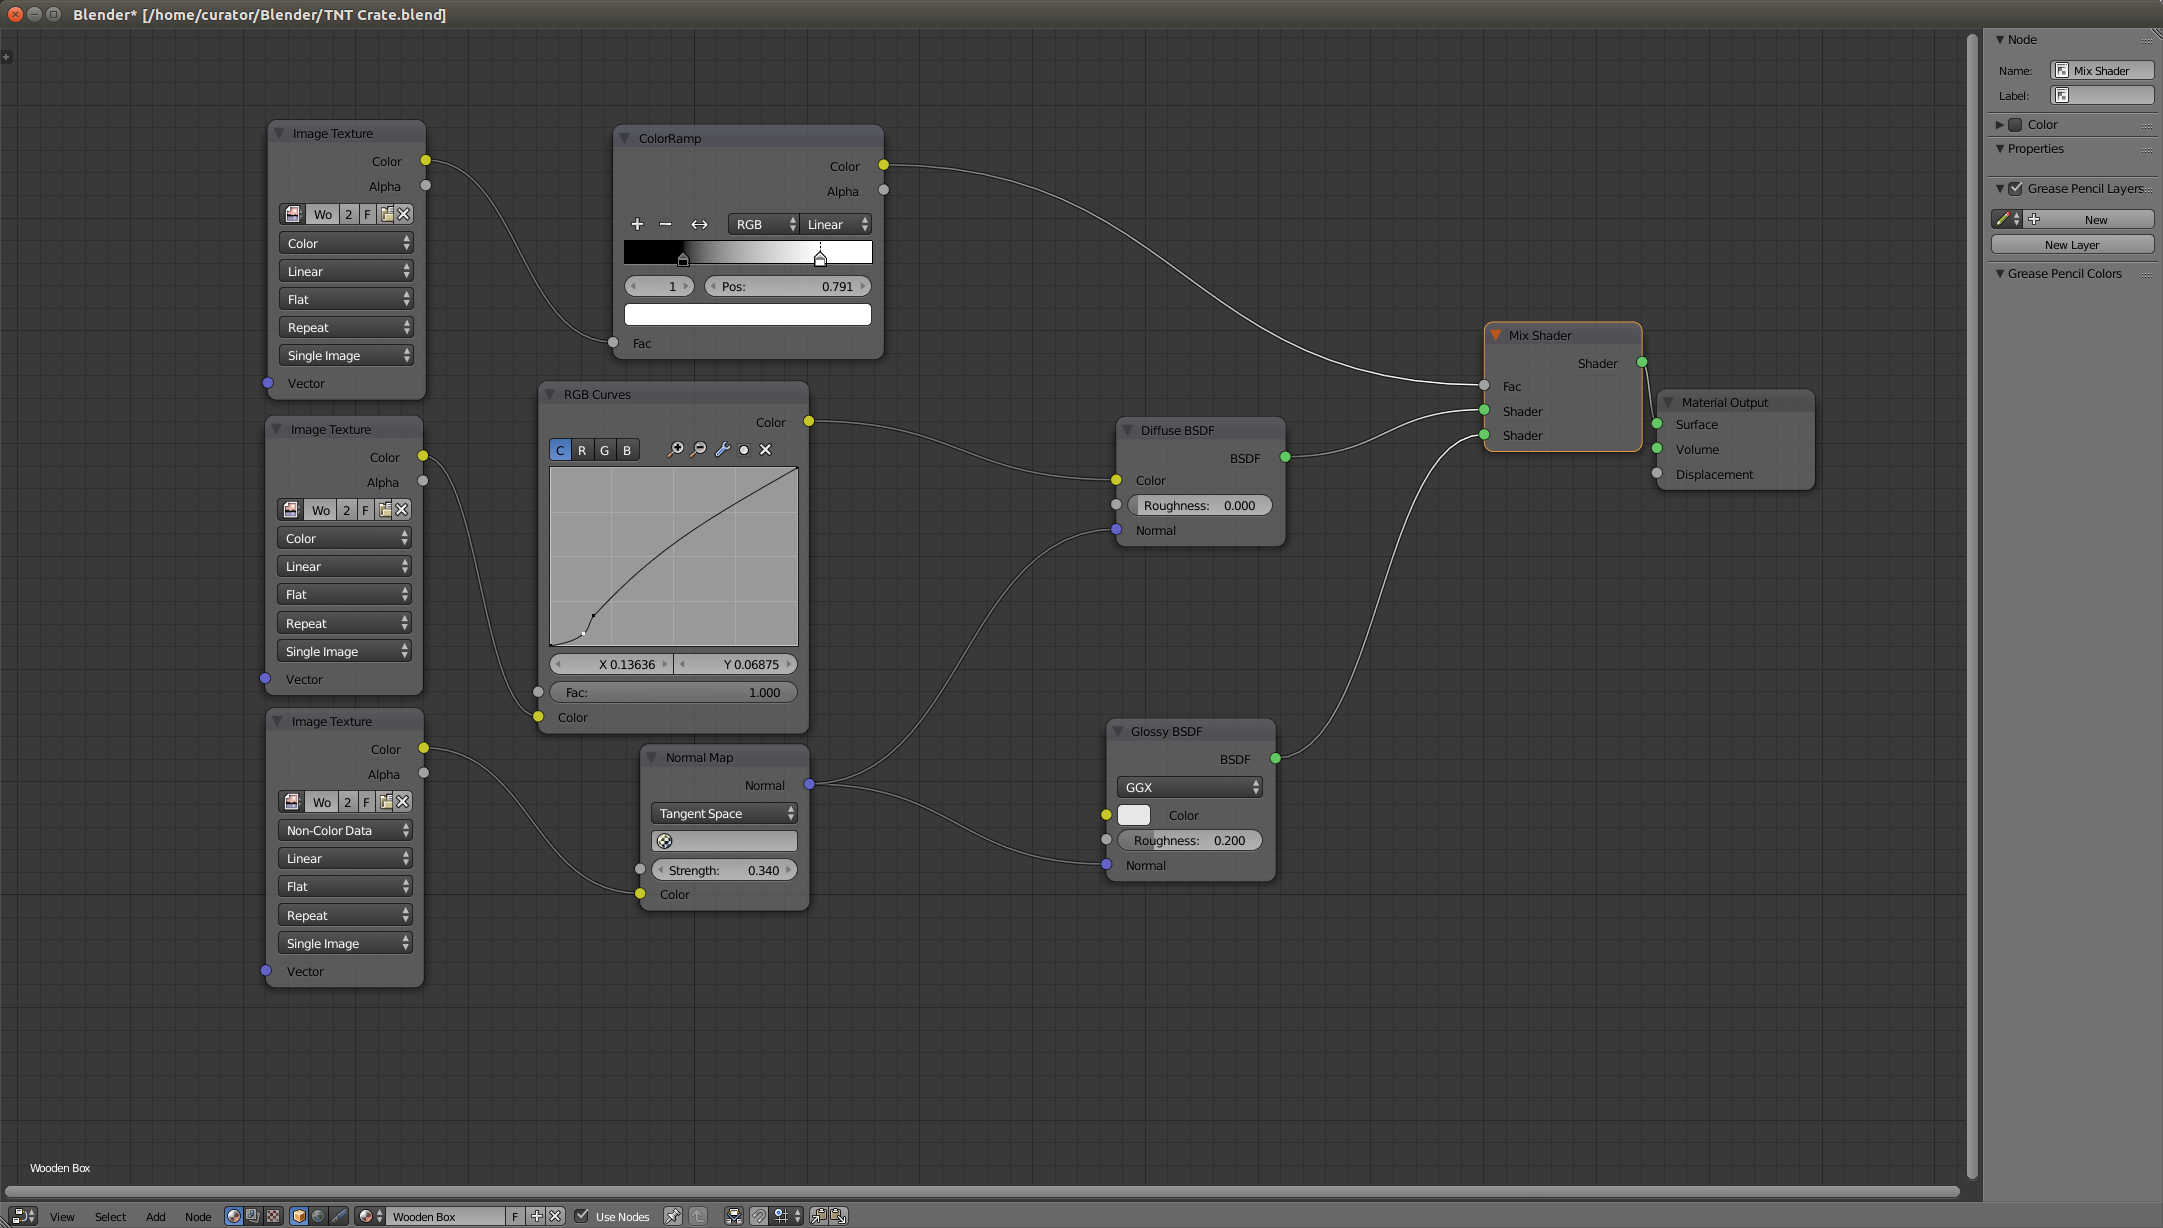 Blender* [/home/curator/Blender/TNT Crate.blend]
Image Texture
Color
Alpha
Wo 2 F
Color
Linear
Flat
Repeat
Single Image
Vector
Image Texture
Color
Alpha
Wo 2 F
Color
Linear
Flat
Repeat
Single Image
Vector
Image Texture
Color
Alpha
Wo 2 F
Non-Color Data
Linear
Flat
Repeat
Single Image
Vector
ColorRamp
Color
Alpha
RGB Linear
1 Pos: 0.791
Fac
RGB Curves
Color
C R G B
X 0.13636 Y 0.06875
Fac: 1.000
Color
Normal Map
Normal
Tangent Space
Strength: 0.340
Color
Diffuse BSDF
BSDF
Color
Roughness: 0.000
Normal
Glossy BSDF
BSDF
GGX
Color
Roughness: 0.200
Normal
Mix Shader
Shader
Fac
Shader
Shader
Material Output
Surface
Volume
Displacement
Node
Name: Mix Shader
Label:
Color
Properties
Grease Pencil Layers
New
New Layer
Grease Pencil Colors
Wooden Box
View Select Add Node Wooden Box F Use Nodes